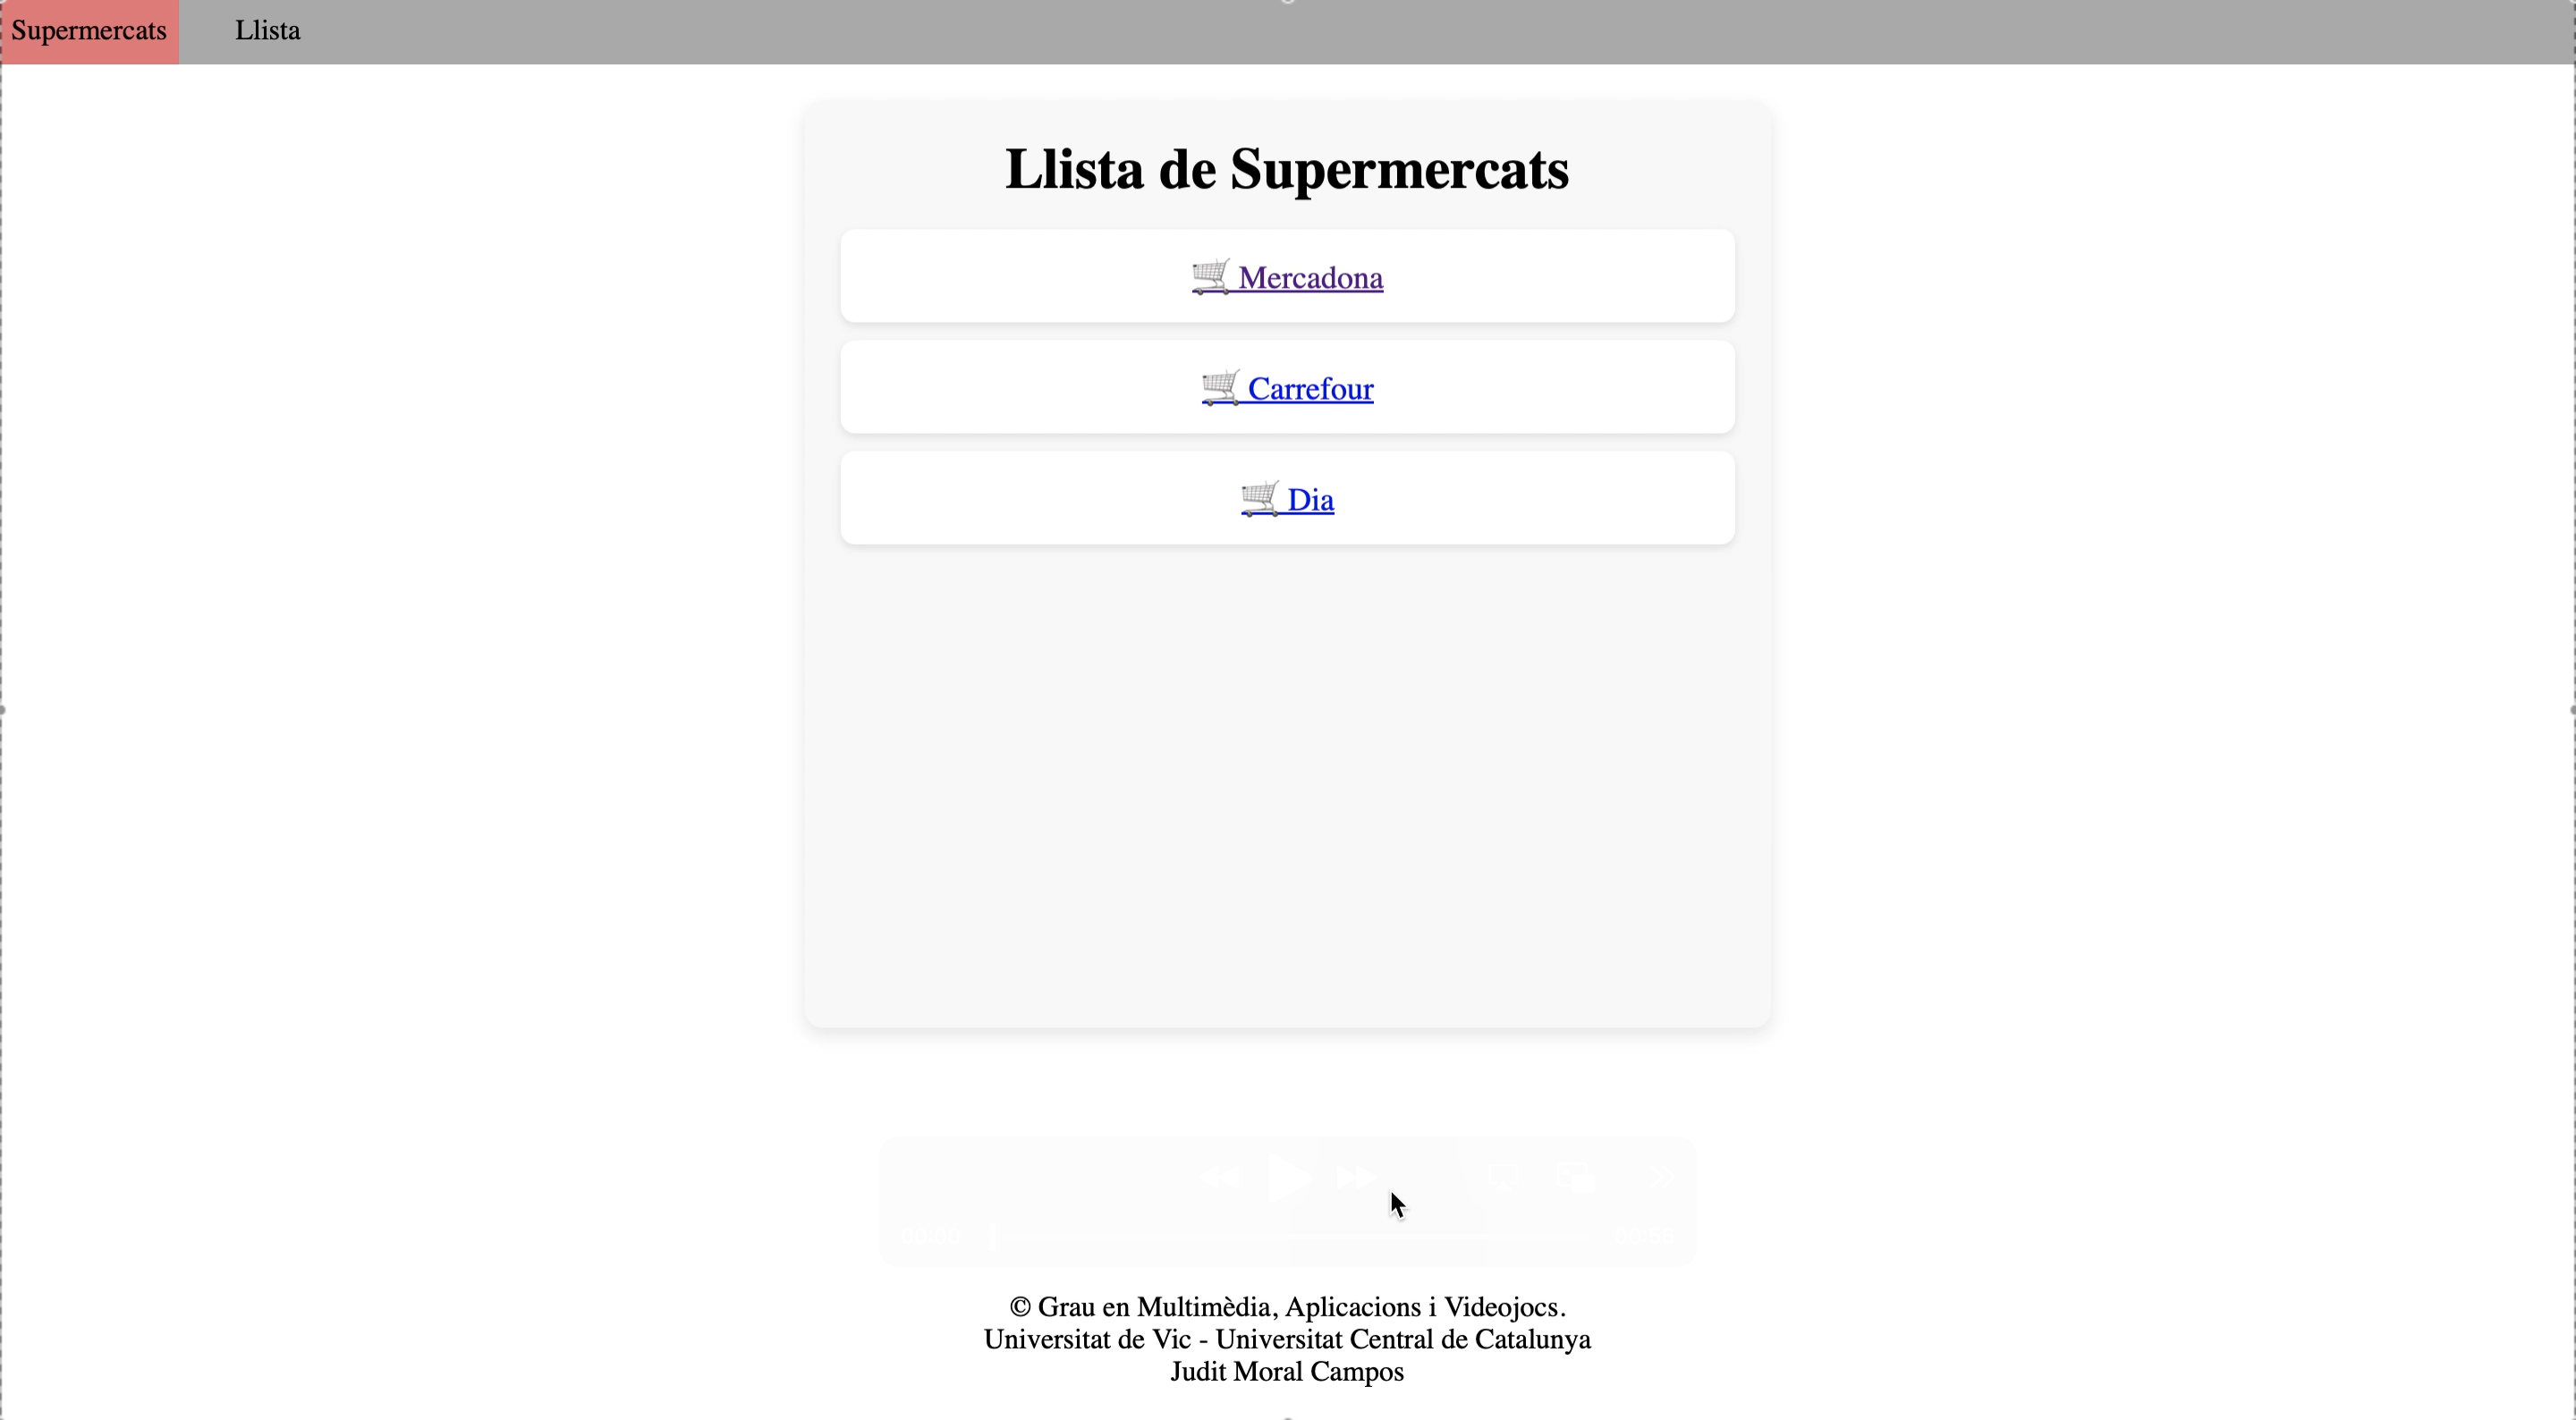 Supermercats
Llista
Llista de Supermercats
🛒 Mercadona
🛒 Carrefour
🛒 Dia
© Grau en Multimèdia, Aplicacions i Videojocs.
Universitat de Vic - Universitat Central de Catalunya
Judit Moral Campos